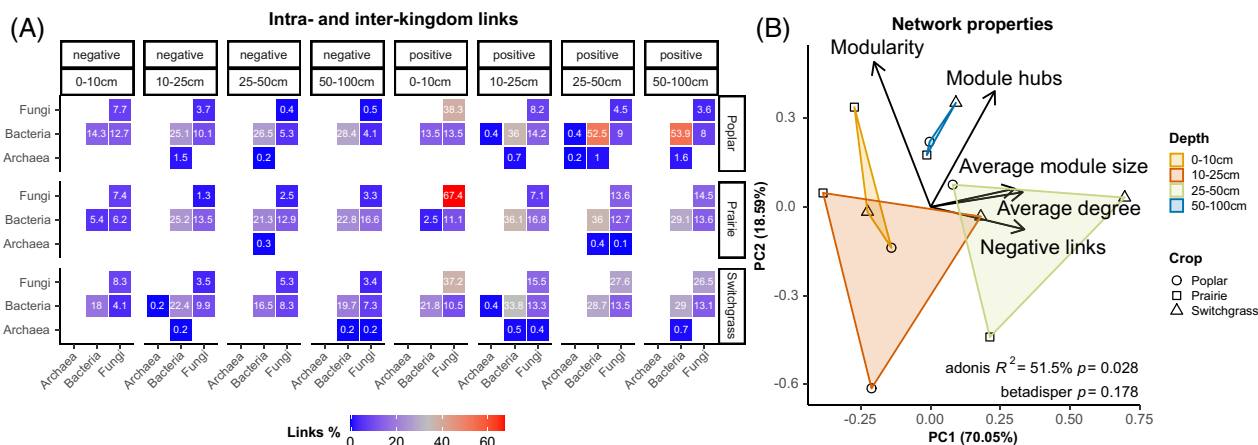 (A)
Intra- and inter-kingdom links
negative negative negative negative positive positive positive positive
0-10cm 10-25cm 25-50cm 50-100cm 0-10cm 10-25cm 25-50cm 50-100cm
Fungi 7.7 3.7 0.4 0.5 38.3 8.2 4.5 3.6
Bacteria 14.3 12.7 25.1 10.1 26.5 5.3 28.4 4.1 13.5 13.5 0.4 36 14.2 0.4 52.5 9 53.9 8
Archaea 1.5 0.2 0.7 0.2 1 1.6
Poplar
Fungi 7.4 1.3 2.5 3.3 67.4 7.1 13.6 14.5
Bacteria 5.4 6.2 25.2 13.5 21.3 12.9 22.8 16.6 2.5 11.1 36.1 16.8 36 12.7 29.1 13.6
Archaea 0.3 0.4 0.1
Prairie
Fungi 8.3 3.5 5.3 3.4 37.2 15.5 27.6 26.5
Bacteria 18 4.1 0.2 22.4 9.9 16.5 8.3 19.7 7.3 21.8 10.5 0.4 33.8 13.3 28.7 13.5 29 13.1
Archaea 0.2 0.2 0.2 0.5 0.4 0.7
Switchgrass
Archaea Bacteria Fungi Archaea Bacteria Fungi Archaea Bacteria Fungi Archaea Bacteria Fungi Archaea Bacteria Fungi Archaea Bacteria Fungi Archaea Bacteria Fungi Archaea Bacteria Fungi
Links %
0 20 40 60
(B)
Network properties
Modularity
Module hubs
Average module size
Average degree
Negative links
PC2 (18.59%)
0.3
0.0
-0.3
-0.6
adonis R² = 51.5% p = 0.028
betadisper p = 0.178
-0.25 0.00 0.25 0.50 0.75
PC1 (70.05%)
Depth
0-10cm
10-25cm
25-50cm
50-100cm
Crop
Poplar
Prairie
Switchgrass